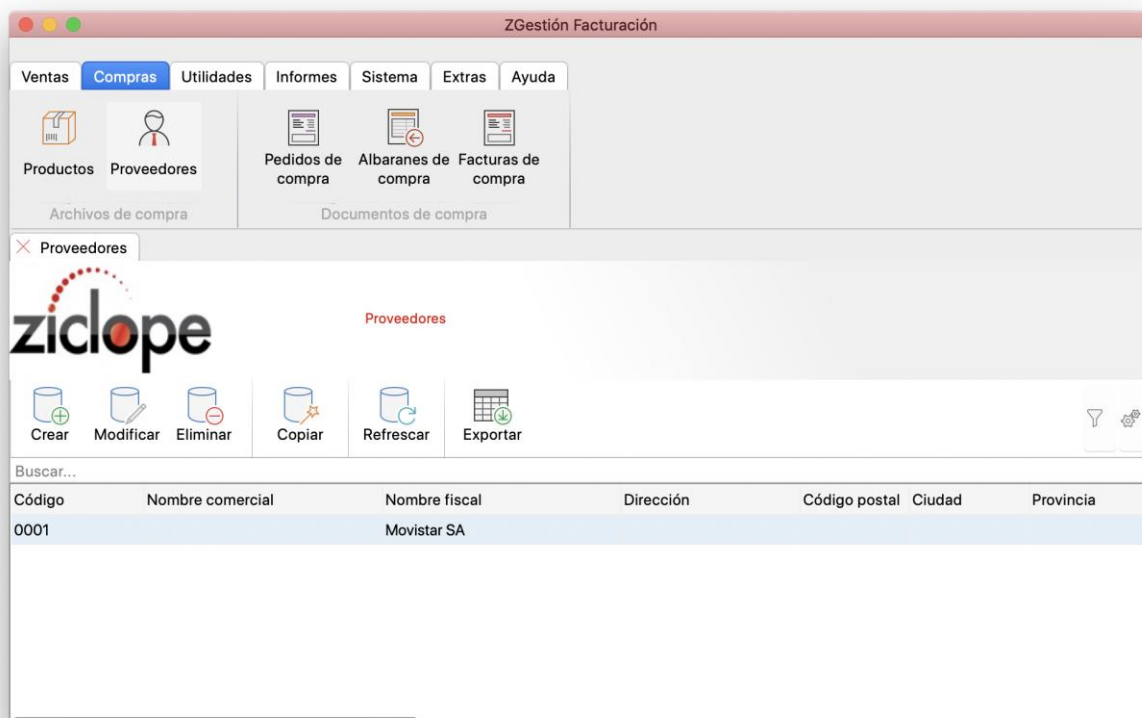 ZGestión Facturación
Ventas Compras Utilidades Informes Sistema Extras Ayuda
Productos Proveedores Pedidos de compra Albaranes de compra Facturas de compra
Archivos de compra Documentos de compra
Proveedores
ziclope
Proveedores
Crear Modificar Eliminar Copiar Refrescar Exportar
Buscar...
Código Nombre comercial Nombre fiscal Dirección Código postal Ciudad Provincia
0001 Movistar SA